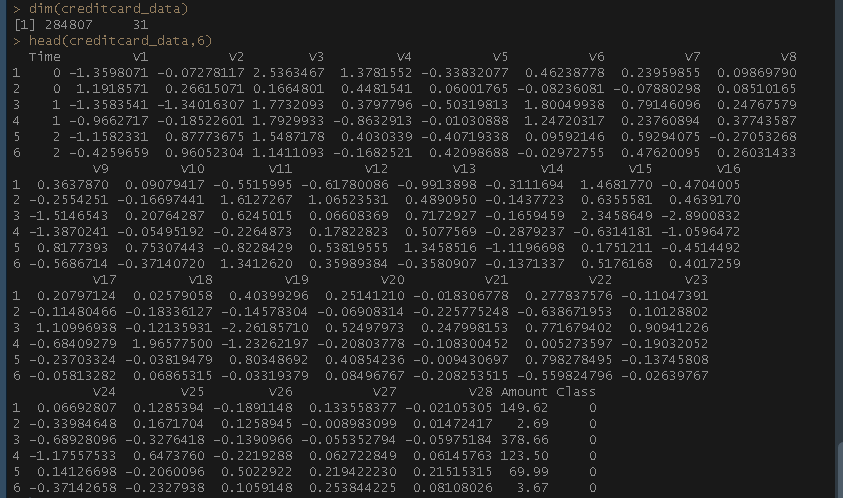 > dim(creditcard_data)
[1] 284807     31
> head(creditcard_data,6)
  Time         V1          V2        V3         V4          V5          V6          V7          V8
1    0 -1.3598071 -0.07278117 2.5363467  1.3781552 -0.33832077  0.46238778  0.23959855  0.09869790
2    0  1.1918571  0.26615071 0.1664801  0.4481541  0.06001765 -0.08236081 -0.07880298  0.08510165
3    1 -1.3583541 -1.34016307 1.7732093  0.3797796 -0.50319813  1.80049938  0.79146096  0.24767579
4    1 -0.9662717 -0.18522601 1.7929933 -0.8632913 -0.01030888  1.24720317  0.23760894  0.37743587
5    2 -1.1582331  0.87773675 1.5487178  0.4030339 -0.40719338  0.09592146  0.59294075 -0.27053268
6    2 -0.4259659  0.96052304 1.1411093 -0.1682521  0.42098688 -0.02972755  0.47620095  0.26031433
          V9         V10        V11         V12        V13        V14        V15        V16
1  0.3637870  0.09079417 -0.5515995 -0.61780086 -0.9913898 -0.3111694  1.4681770 -0.4704005
2 -0.2554251 -0.16697441  1.6127267  1.06523531  0.4890950 -0.1437723  0.6355581  0.4639170
3 -1.5146543  0.20764287  0.6245015  0.06608369  0.7172927 -0.1659459  2.3458649 -2.8900832
4 -1.3870241 -0.05495192 -0.2264873  0.17822823  0.5077569 -0.2879237 -0.6314181 -1.0596472
5  0.8177393  0.75307443 -0.8228429  0.53819555  1.3458516 -1.1196698  0.1751211 -0.4514492
6 -0.5686714 -0.37140720  1.3412620  0.35989384 -0.3580907 -0.1371337  0.5176168  0.4017259
          V17         V18         V19         V20          V21          V22         V23
1  0.20797124  0.02579058  0.40399296  0.25141210 -0.018306778  0.277837576 -0.11047391
2 -0.11480466 -0.18336127 -0.14578304 -0.06908314 -0.225775248 -0.638671953  0.10128802
3  1.10996938 -0.12135931 -2.26185710  0.52497973  0.247998153  0.771679402  0.90941226
4 -0.68409279  1.96577500 -1.23262197 -0.20803778 -0.108300452  0.005273597 -0.19032052
5 -0.23703324 -0.03819479  0.80348692  0.40854236 -0.009430697  0.798278495 -0.13745808
6 -0.05813282  0.06865315 -0.03319379  0.08496767 -0.208253515 -0.559824796 -0.02639767
          V24        V25        V26          V27         V28 Amount Class
1  0.06692807  0.1285394 -0.1891148  0.133558377 -0.02105305 149.62     0
2 -0.33984648  0.1671704  0.1258945 -0.008983099  0.01472417   2.69     0
3 -0.68928096 -0.3276418 -0.1390966 -0.055352794 -0.05975184 378.66     0
4 -1.17557533  0.6473760 -0.2219288  0.062722849  0.06145763 123.50     0
5  0.14126698 -0.2060096  0.5022922  0.219422230  0.21515315  69.99     0
6 -0.37142658 -0.2327938  0.1059148  0.253844225  0.08108026   3.67     0